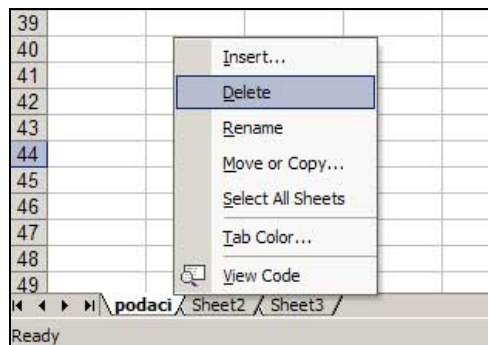 39
40
Insert...
41
Delete
42
43
Rename
44
Move or Copy...
45
Select All Sheets
46
47
Tab Color...
48
View Code
49
podaci Sheet2 Sheet3
Ready